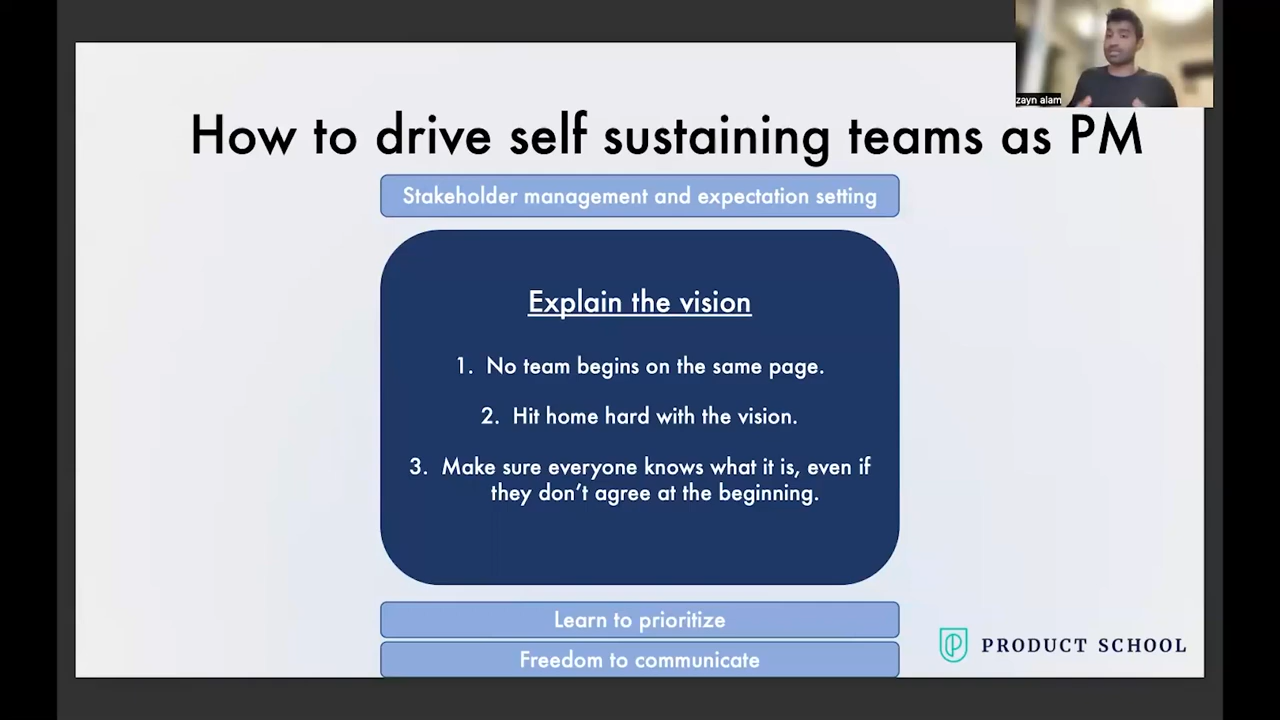 zayn alam
How to drive self sustaining teams as PM
Stakeholder management and expectation setting
Explain the vision
1. No team begins on the same page.
2. Hit home hard with the vision.
3. Make sure everyone knows what it is, even if
they don’t agree at the beginning.
Learn to prioritize
Freedom to communicate
PRODUCT SCHOOL